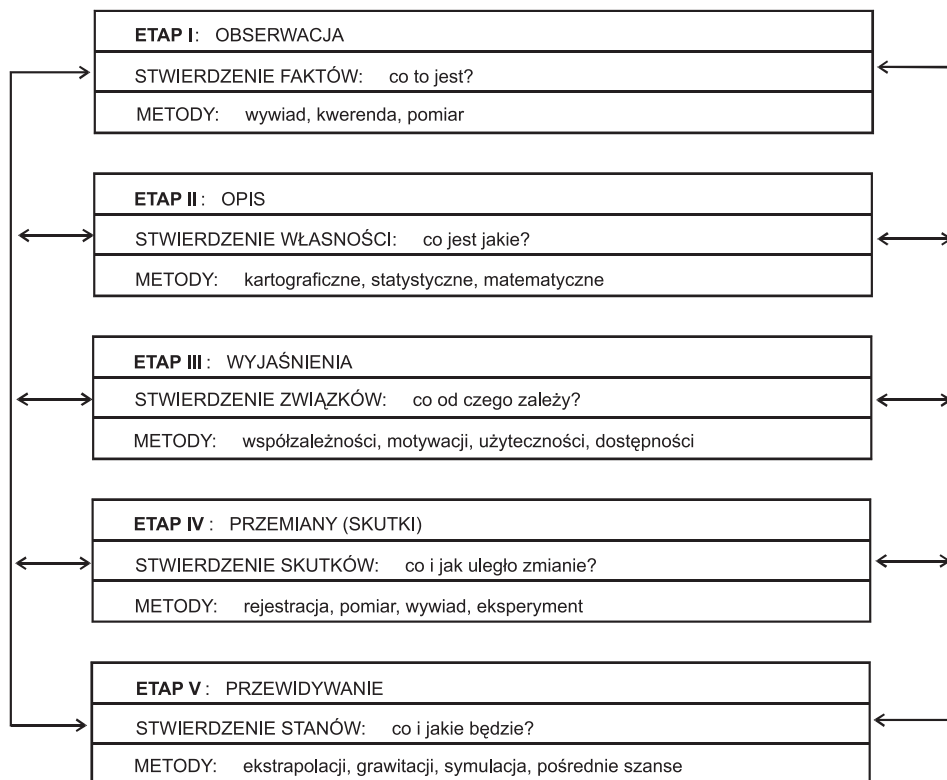 ETAP I: OBSERWACJA
STWIERDZENIE FAKTÓW: co to jest?
METODY: wywiad, kwerenda, pomiar
ETAP II: OPIS
STWIERDZENIE WŁASNOŚCI: co jest jakie?
METODY: kartograficzne, statystyczne, matematyczne
ETAP III: WYJAŚNIENIA
STWIERDZENIE ZWIĄZKÓW: co od czego zależy?
METODY: współzależności, motywacji, użyteczności, dostępności
ETAP IV: PRZEMIANY (SKUTKI)
STWIERDZENIE SKUTKÓW: co i jak uległo zmianie?
METODY: rejestracja, pomiar, wywiad, eksperyment
ETAP V: PRZEWIDYWANIE
STWIERDZENIE STANÓW: co i jakie będzie?
METODY: ekstrapolacji, grawitacji, symulacja, pośrednie szanse